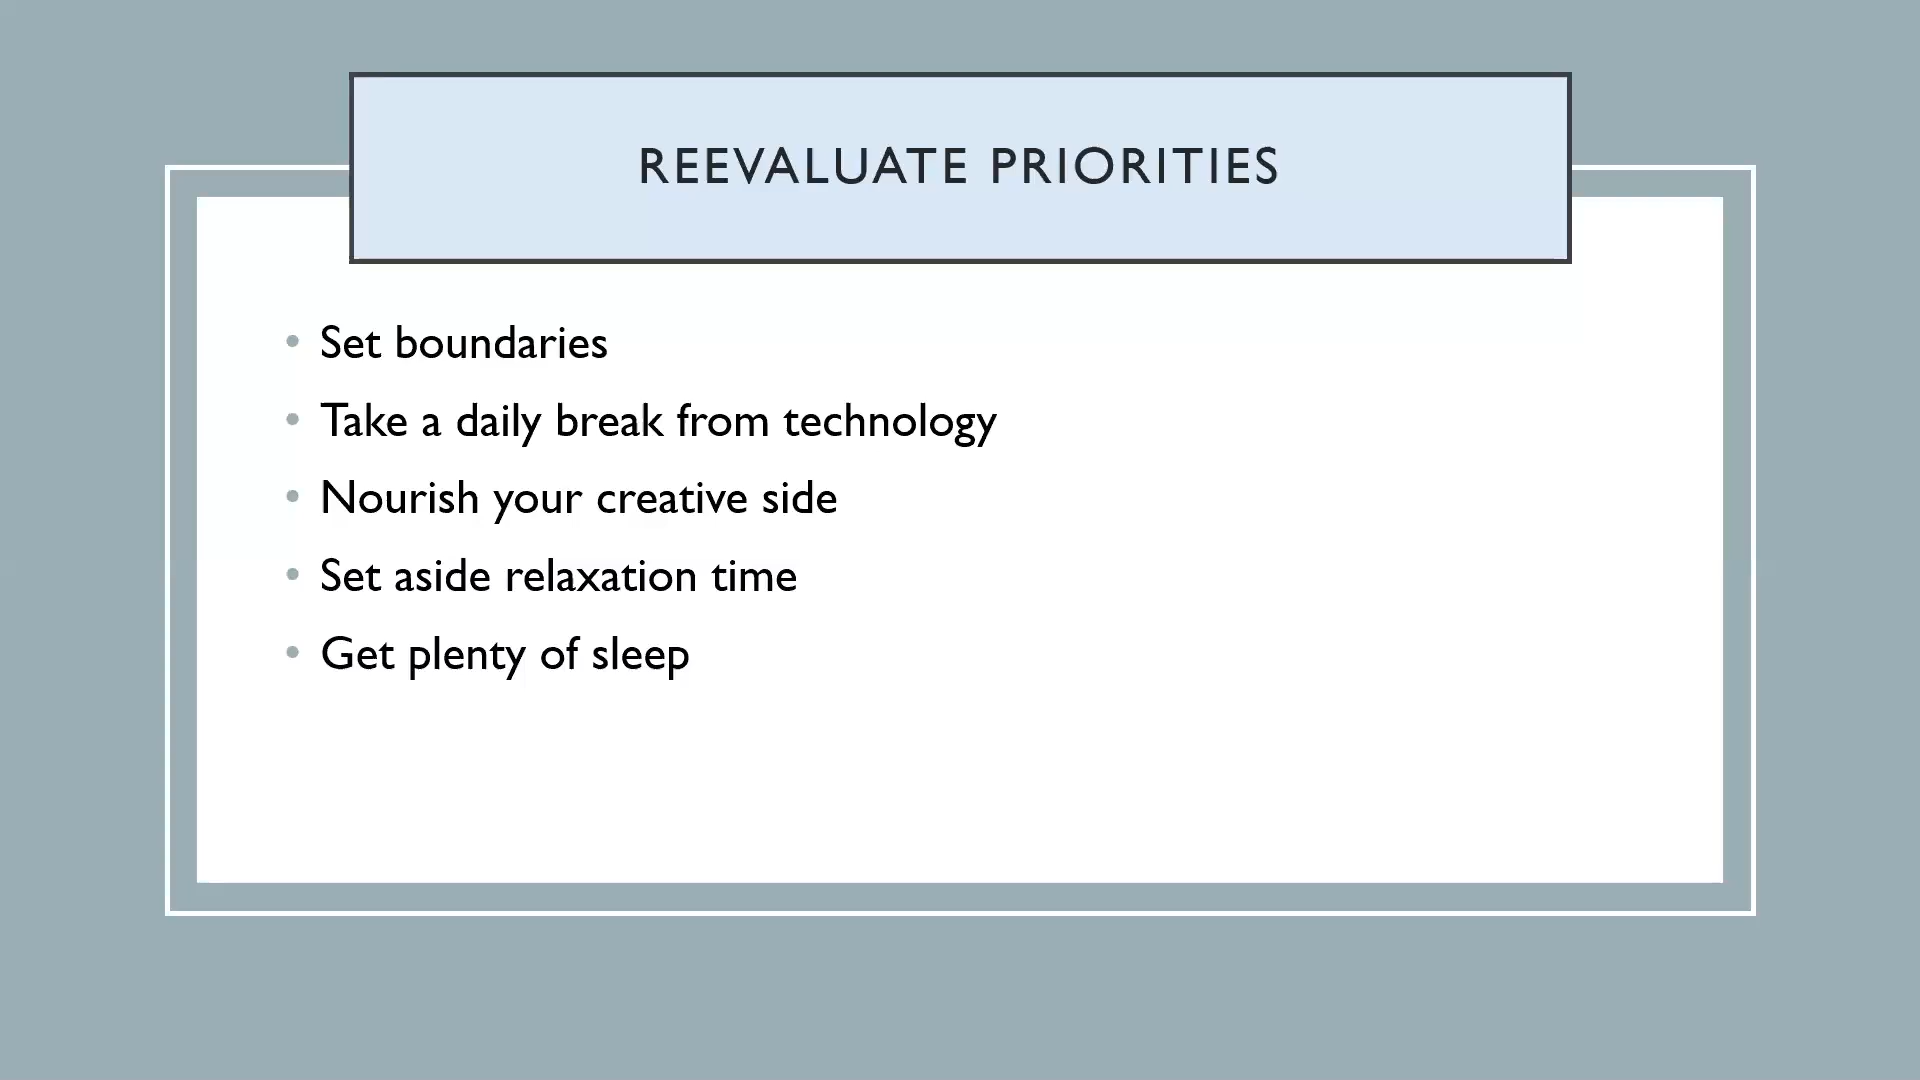 REEVALUATE PRIORITIES
• Set boundaries
• Take a daily break from technology
• Nourish your creative side
• Set aside relaxation time
• Get plenty of sleep